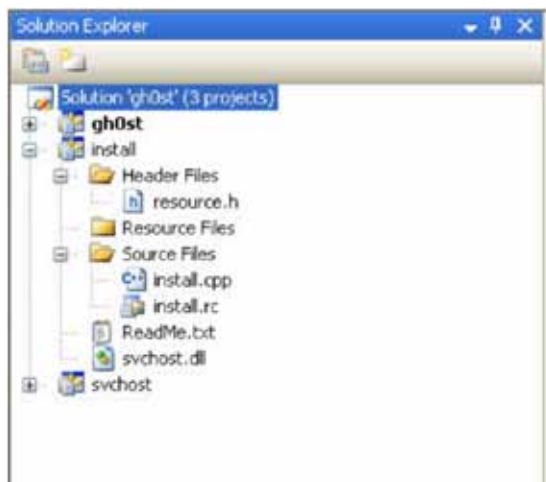 Solution Explorer
Solution 'gh0st' (3 projects)
gh0st
install
Header Files
resource.h
Resource Files
Source Files
install.cpp
install.rc
ReadMe.txt
svchost.dll
svchost